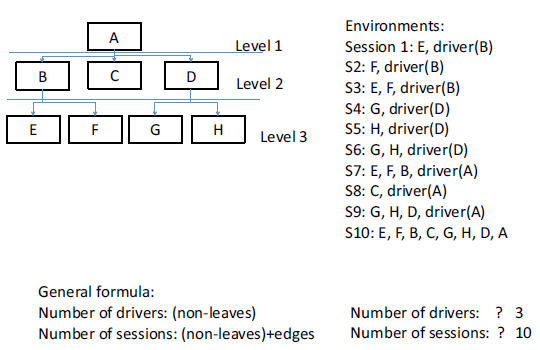 A
Level 1
B
C
D
Level 2
E
F
G
H
Level 3
Environments:
Session 1: E, driver(B)
S2: F, driver(B)
S3: E, F, driver(B)
S4: G, driver(D)
S5: H, driver(D)
S6: G, H, driver(D)
S7: E, F, B, driver(A)
S8: C, driver(A)
S9: G, H, D, driver(A)
S10: E, F, B, C, G, H, D, A
General formula:
Number of drivers: (non-leaves)
Number of sessions: (non-leaves)+edges
Number of drivers: ? 3
Number of sessions: ? 10